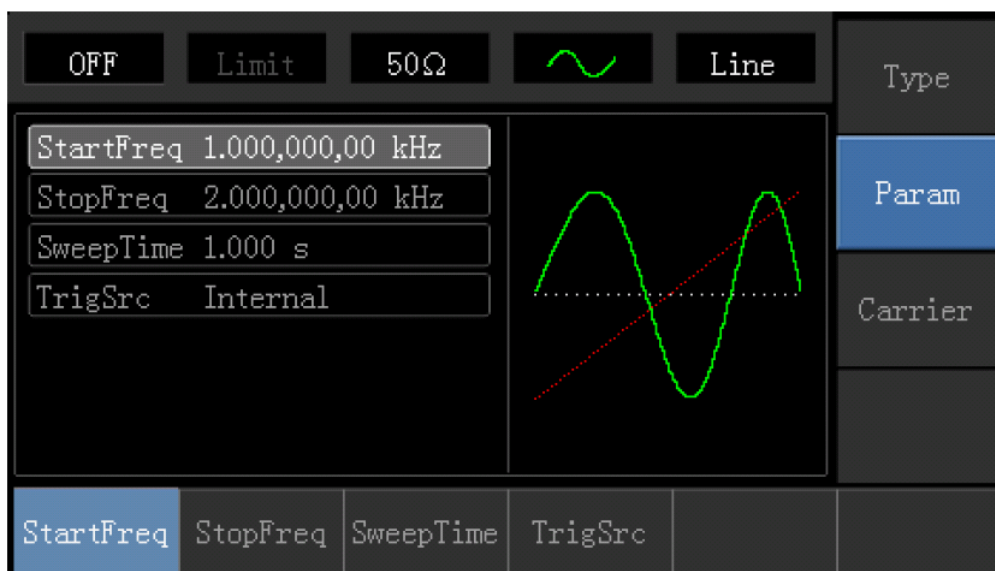 OFF Limit 50Ω Line
Type
StartFreq 1.000,000,00 kHz
StopFreq 2.000,000,00 kHz
SweepTime 1.000 s
TrigSrc Internal
Param
Carrier
StartFreq StopFreq SweepTime TrigSrc